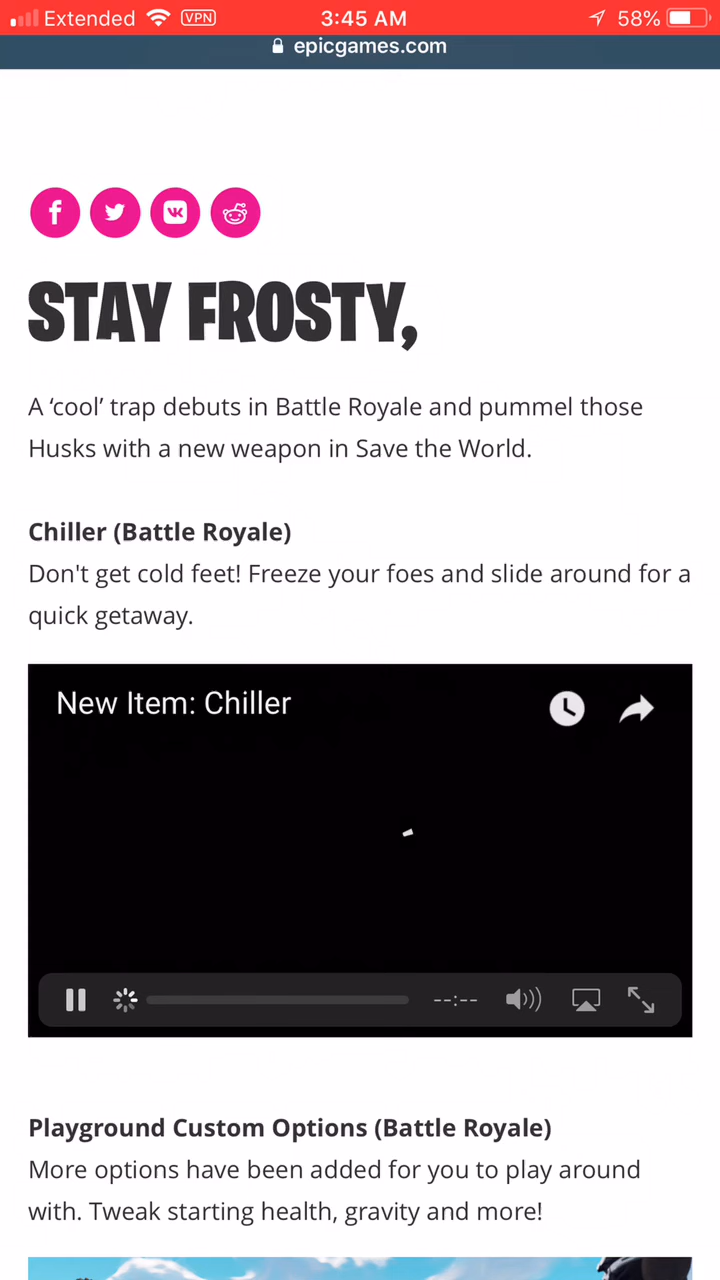 Extended VPN 3:45 AM 58%
epicgames.com
STAY FROSTY,
A ‘cool’ trap debuts in Battle Royale and pummel those
Husks with a new weapon in Save the World.
Chiller (Battle Royale)
Don't get cold feet! Freeze your foes and slide around for a
quick getaway.
New Item: Chiller
--:--
Playground Custom Options (Battle Royale)
More options have been added for you to play around
with. Tweak starting health, gravity and more!